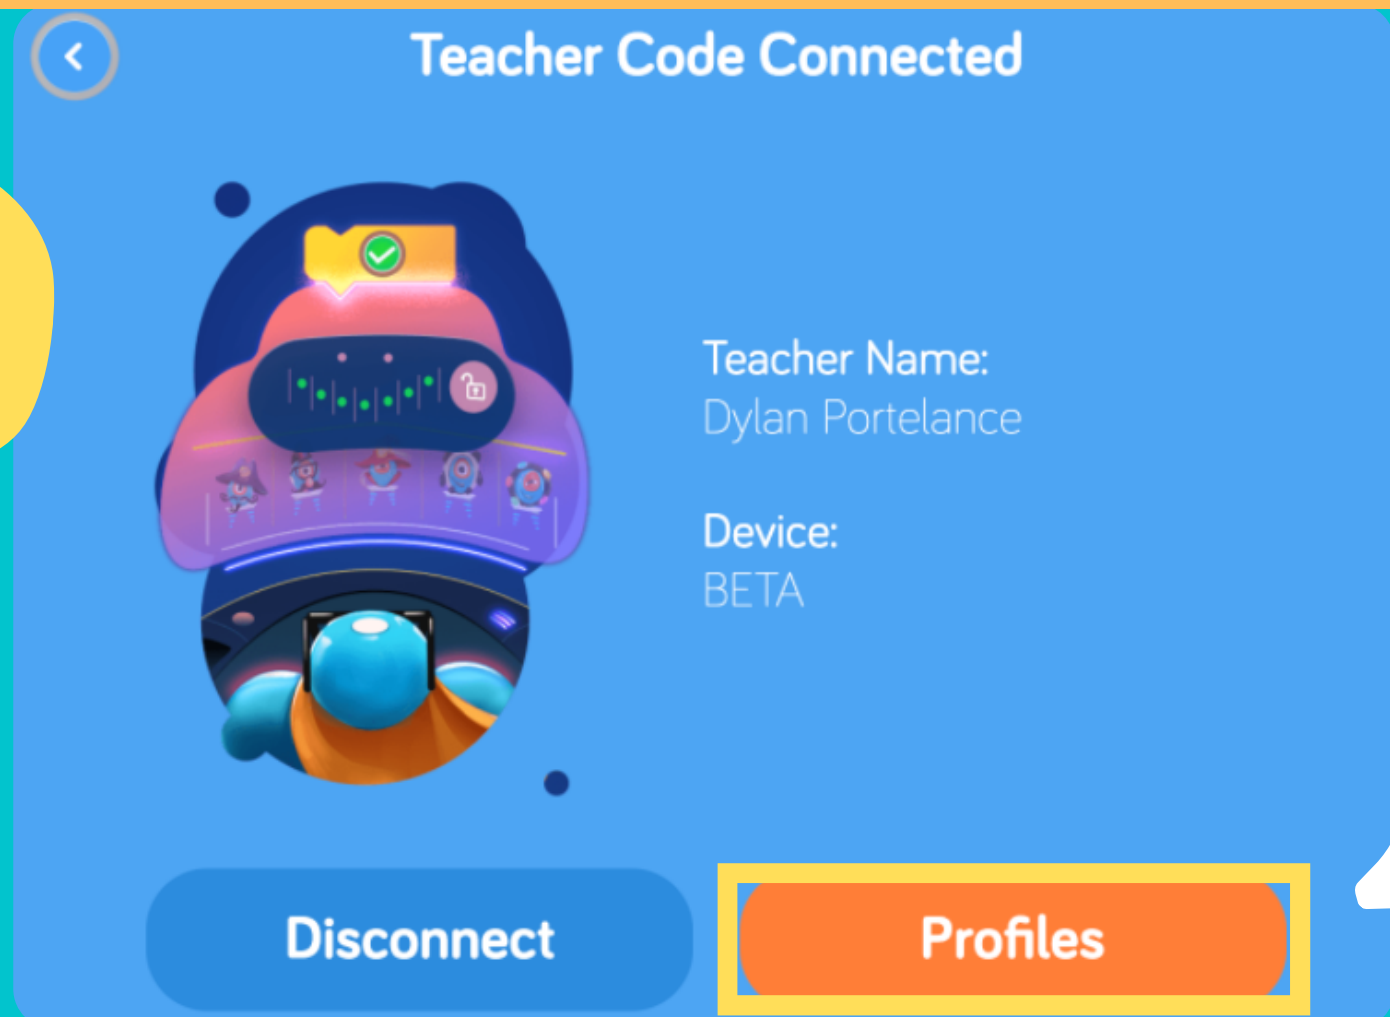 Teacher Code Connected
Teacher Name:
Dylan Portelance
Device:
BETA
Disconnect
Profiles